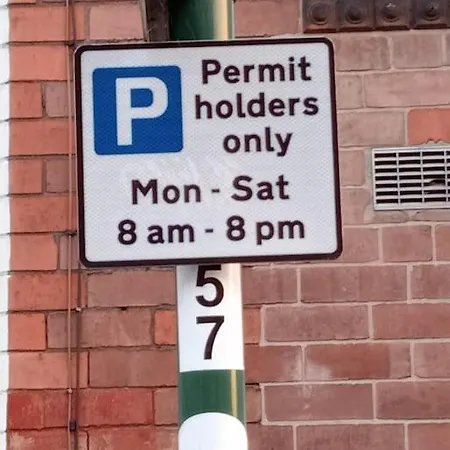 P
Permit
holders
only
Mon - Sat
8 am - 8 pm
5
7